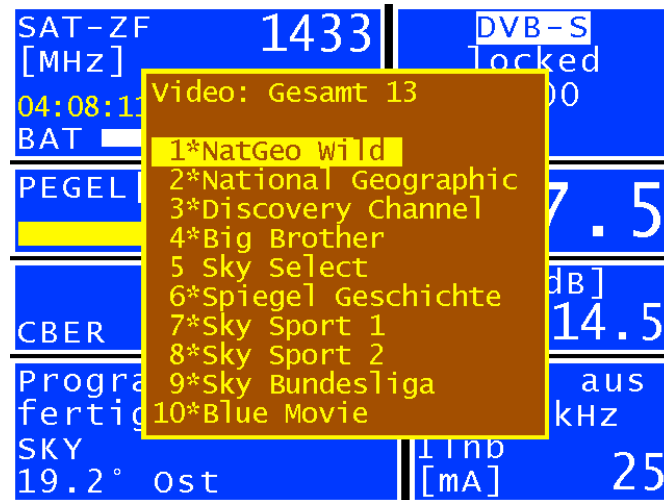 SAT-ZF
[MHz]
1433
04:08:11
BAT
DVB-S
locked
Video: Gesamt 13
1*NatGeo Wild
2*National Geographic
3*Discovery Channel
4*Big Brother
5 Sky Select
6*Spiegel Geschichte
7*Sky Sport 1
8*Sky Sport 2
9*Sky Bundesliga
10*Blue Movie
PEGEL
7.5
CBER
dB]
14.5
aus
kHz
SKY
19.2° Ost
[mA]
25